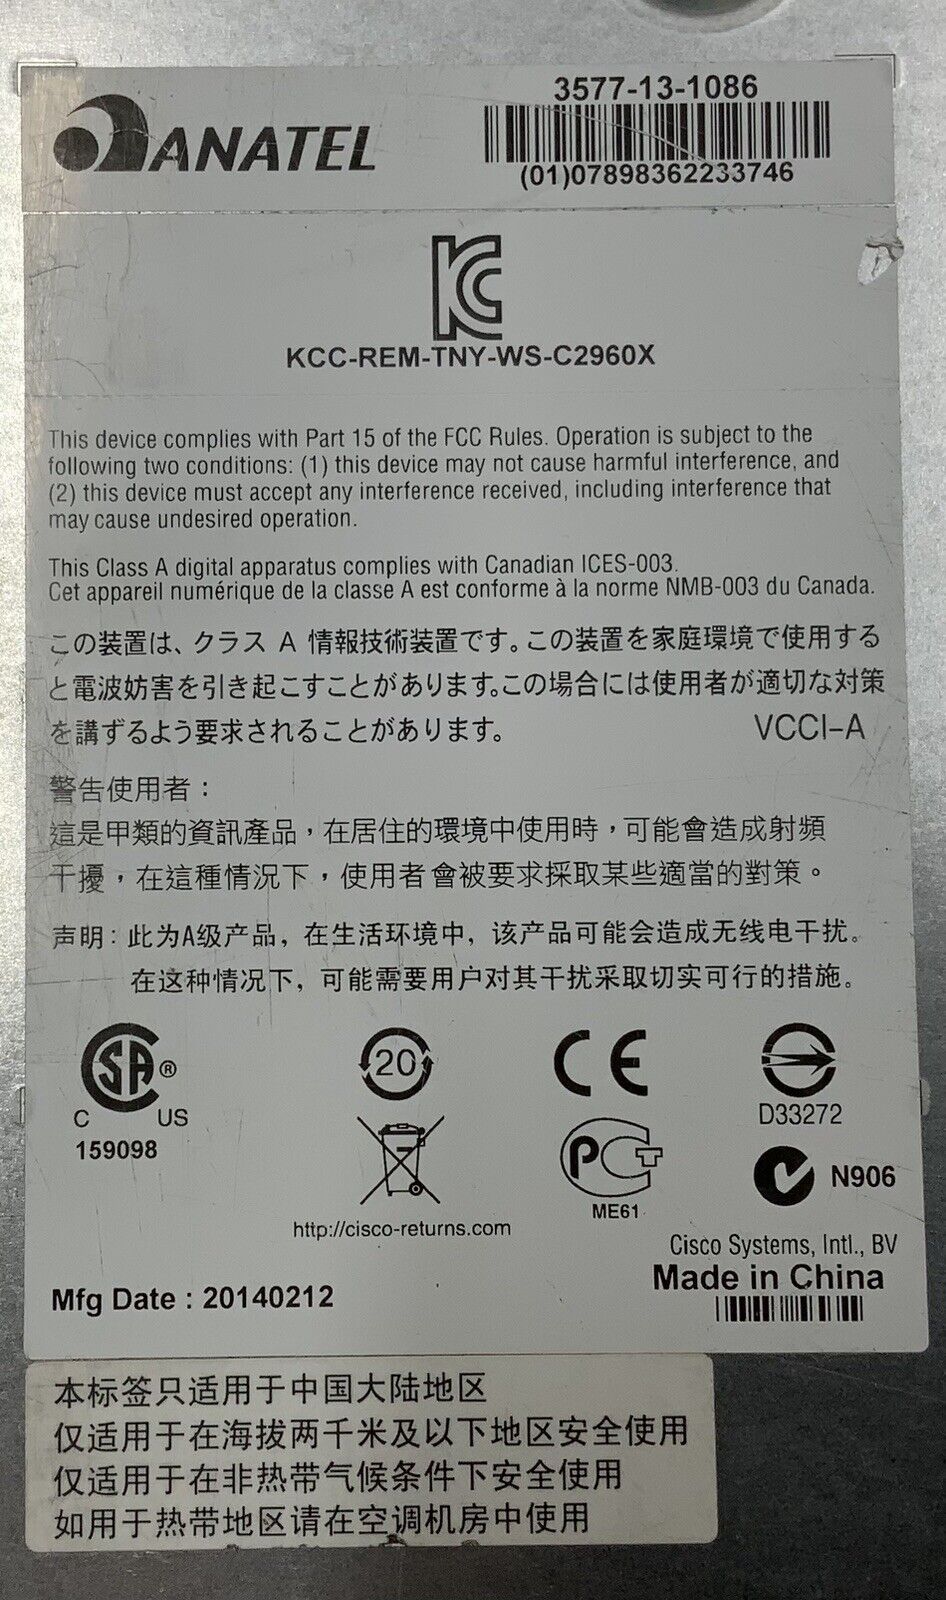 ANATEL
3577-13-1086
(01)07898362233746
KC
KCC-REM-TNY-WS-C2960X
This device complies with Part 15 of the FCC Rules. Operation is subject to the
following two conditions: (1) this device may not cause harmful interference, and
(2) this device must accept any interference received, including interference that
may cause undesired operation.
This Class A digital apparatus complies with Canadian ICES-003.
Cet appareil numérique de la classe A est conforme à la norme NMB-003 du Canada.
この装置は、クラス A 情報技術装置です。この装置を家庭環境で使用する
と電波妨害を引き起こすことがあります。この場合には使用者が適切な対策
を講ずるよう要求されることがあります。 VCCI-A
警告使用者：
這是甲類的資訊產品，在居住的環境中使用時，可能會造成射頻
干擾，在這種情況下，使用者會被要求採取某些適當的對策。
声明：此为A级产品，在生活环境中，该产品可能会造成无线电干扰。
在这种情况下，可能需要用户对其干扰采取切实可行的措施。
CSA ®
C US
159098
20
CE
D33272
http://cisco-returns.com
PCT
ME61
N906
Cisco Systems, Intl., BV
Made in China
Mfg Date : 20140212
本标签只适用于中国大陆地区
仅适用于在海拔两千米及以下地区安全使用
仅适用于在非热带气候条件下安全使用
如用于热带地区请在空调机房中使用